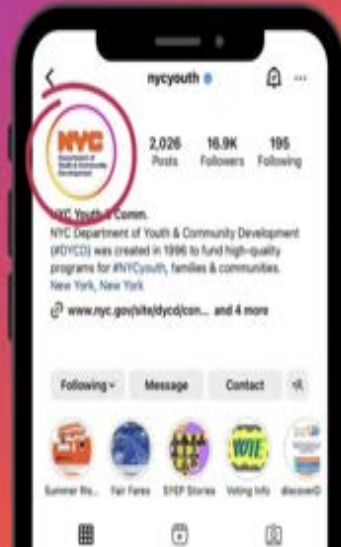 nycyouth
NYC
Department of
Youth & Community
Development
2,026 16.9K 195
Posts Followers Following
NYC Youth & Comm.
NYC Department of Youth & Community Development
(#DYCD) was created in 1996 to fund high-quality
programs for #NYCyouth, families & communities.
New York, New York
www.nyc.gov/site/dycd/con... and 4 more
Following Message Contact
VOTE
Summer Ris... Fair Fares SYEP Stories Voting Info discoverD